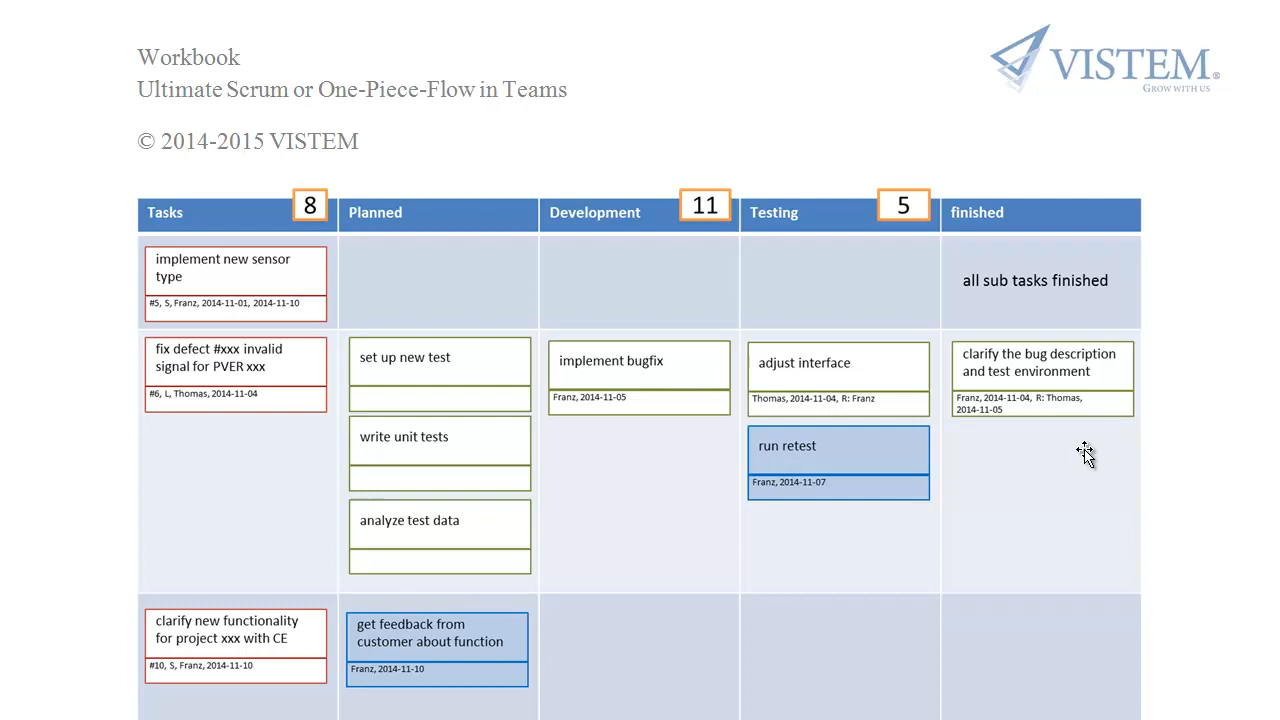 Workbook
Ultimate Scrum or One-Piece-Flow in Teams
© 2014-2015 VISTEM
VISTEM®
GROW WITH US
Tasks
8
Planned
Development
11
Testing
5
finished
implement new sensor
type
#5, S, Franz, 2014-11-01, 2014-11-10
all sub tasks finished
fix defect #xxx invalid
signal for PVER xxx
#6, L, Thomas, 2014-11-04
set up new test
write unit tests
analyze test data
implement bugfix
Franz, 2014-11-05
adjust interface
Thomas, 2014-11-04, R: Franz
run retest
Franz, 2014-11-07
clarify the bug description
and test environment
Franz, 2014-11-04, R: Thomas,
2014-11-05
clarify new functionality
for project xxx with CE
#10, S, Franz, 2014-11-10
get feedback from
customer about function
Franz, 2014-11-10